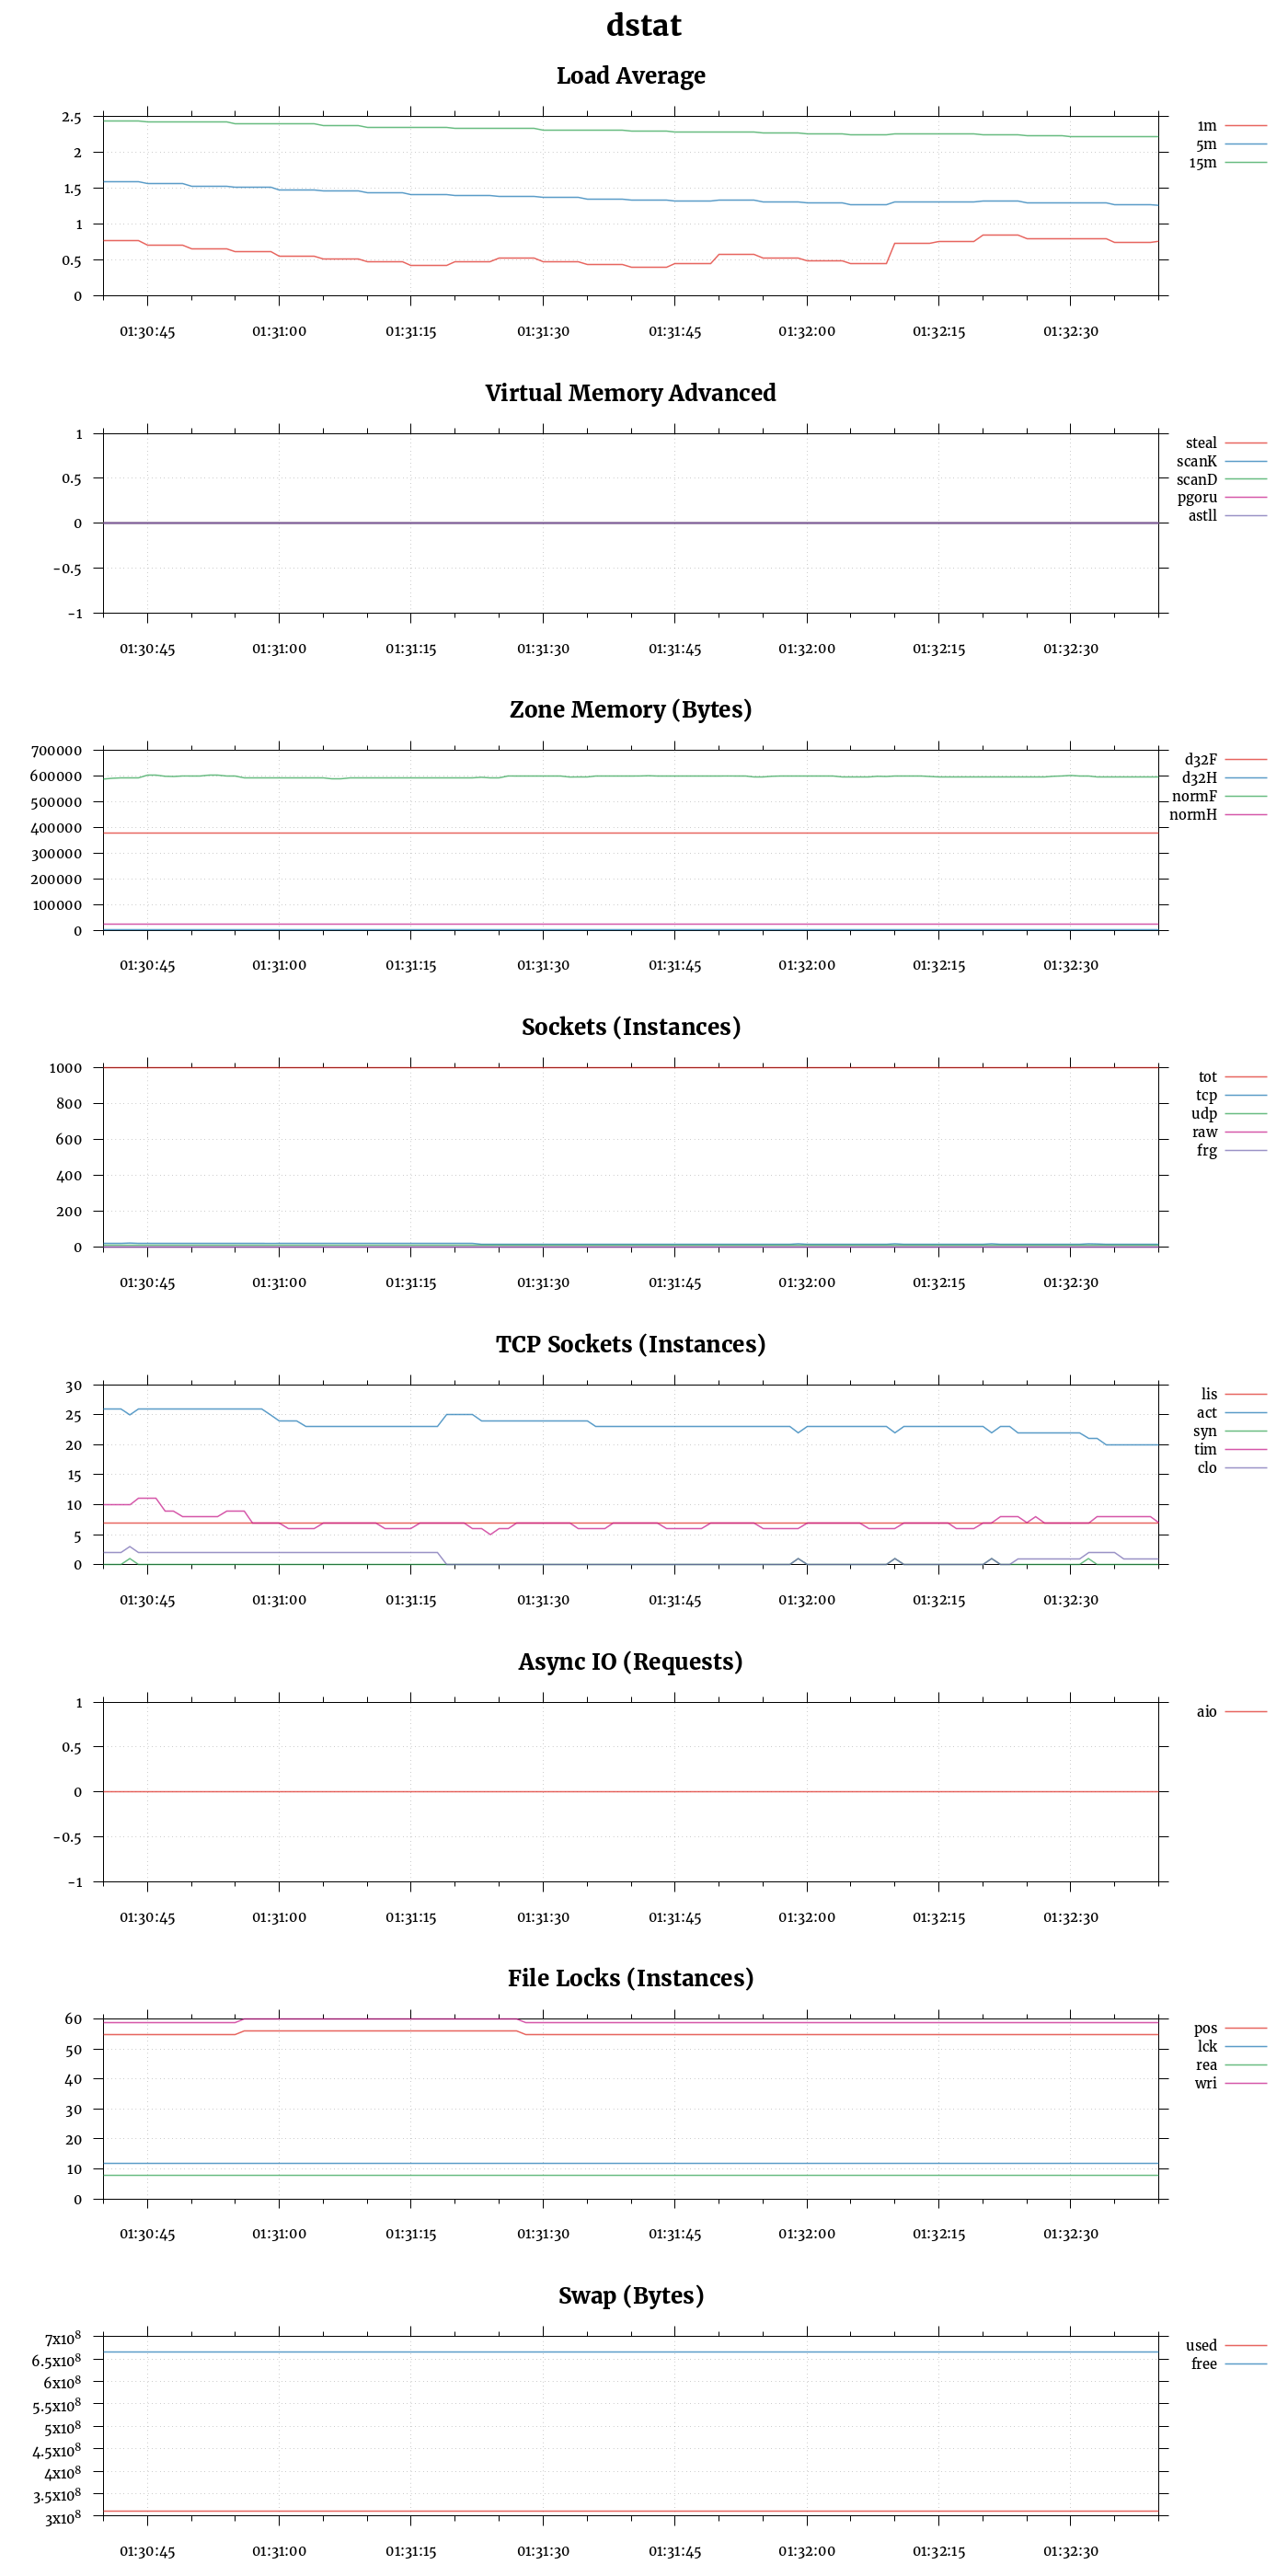 dstat
Load Average
2.5
2
1.5
1
0.5
0
1m
5m
15m
01:30:45 01:31:00 01:31:15 01:31:30 01:31:45 01:32:00 01:32:15 01:32:30
Virtual Memory Advanced
1
0.5
0
-0.5
-1
steal
scanK
scanD
pgoru
astll
01:30:45 01:31:00 01:31:15 01:31:30 01:31:45 01:32:00 01:32:15 01:32:30
Zone Memory (Bytes)
700000
600000
500000
400000
300000
200000
100000
0
d32F
d32H
normF
normH
01:30:45 01:31:00 01:31:15 01:31:30 01:31:45 01:32:00 01:32:15 01:32:30
Sockets (Instances)
1000
800
600
400
200
0
tot
tcp
udp
raw
frg
01:30:45 01:31:00 01:31:15 01:31:30 01:31:45 01:32:00 01:32:15 01:32:30
TCP Sockets (Instances)
30
25
20
15
10
5
0
lis
act
syn
tim
clo
01:30:45 01:31:00 01:31:15 01:31:30 01:31:45 01:32:00 01:32:15 01:32:30
Async IO (Requests)
1
0.5
0
-0.5
-1
aio
01:30:45 01:31:00 01:31:15 01:31:30 01:31:45 01:32:00 01:32:15 01:32:30
File Locks (Instances)
60
50
40
30
20
10
0
pos
lck
rea
wri
01:30:45 01:31:00 01:31:15 01:31:30 01:31:45 01:32:00 01:32:15 01:32:30
Swap (Bytes)
7x10⁸
6.5x10⁸
6x10⁸
5.5x10⁸
5x10⁸
4.5x10⁸
4x10⁸
3.5x10⁸
3x10⁸
used
free
01:30:45 01:31:00 01:31:15 01:31:30 01:31:45 01:32:00 01:32:15 01:32:30